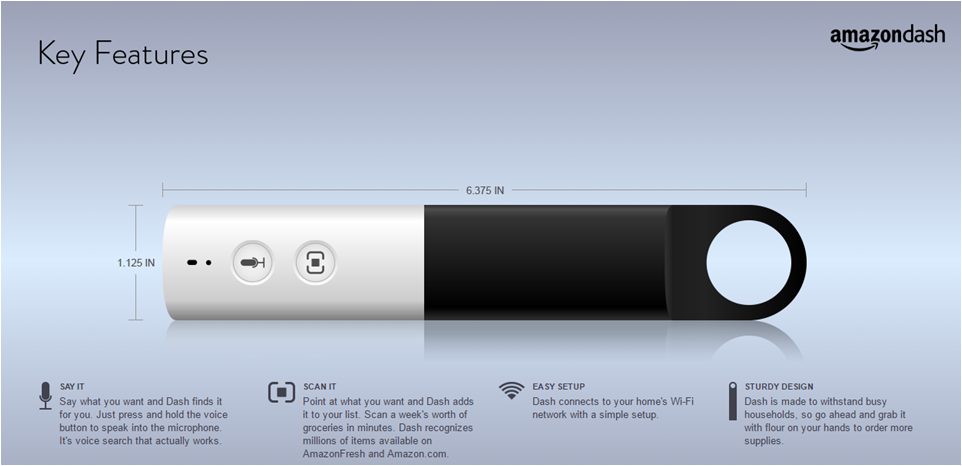 Key Features
amazondash
6.375 IN
1.125 IN
SAY IT
Say what you want and Dash finds it
for you. Just press and hold the voice
button to speak into the microphone.
It's voice search that actually works.
SCAN IT
Point at what you want and Dash adds
it to your list. Scan a week's worth of
groceries in minutes. Dash recognizes
millions of items available on
AmazonFresh and Amazon.com.
EASY SETUP
Dash connects to your home's Wi-Fi
network with a simple setup.
STURDY DESIGN
Dash is made to withstand busy
households, so go ahead and grab it
with flour on your hands to order more
supplies.